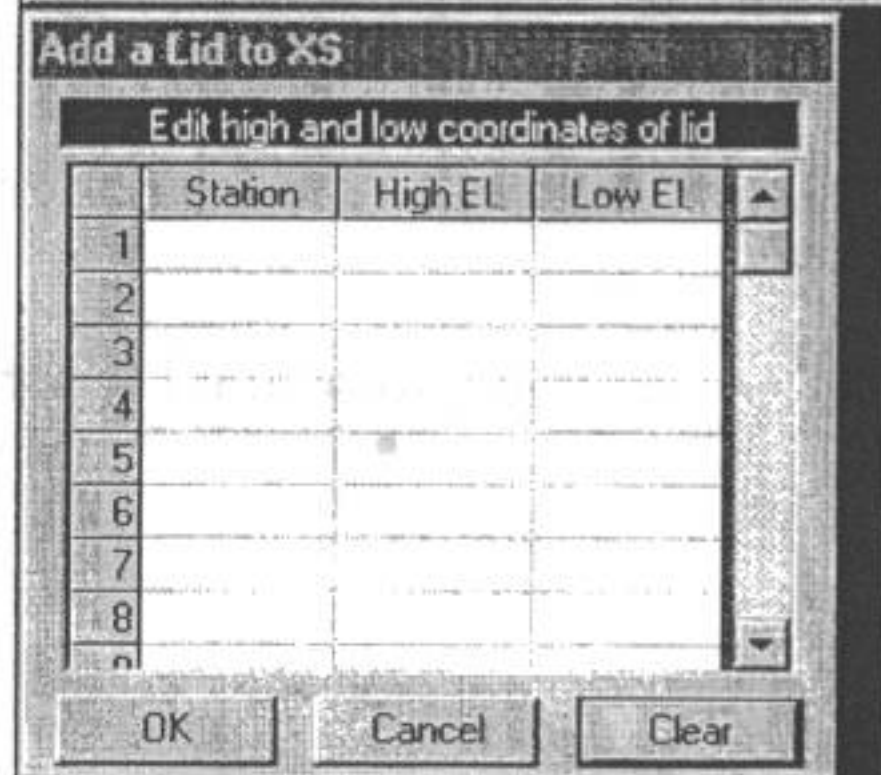 Add a Lid to XS
Edit high and low coordinates of lid
Station High El. Low El.
1
2
3
4
5
6
7
8
9
OK Cancel Clear